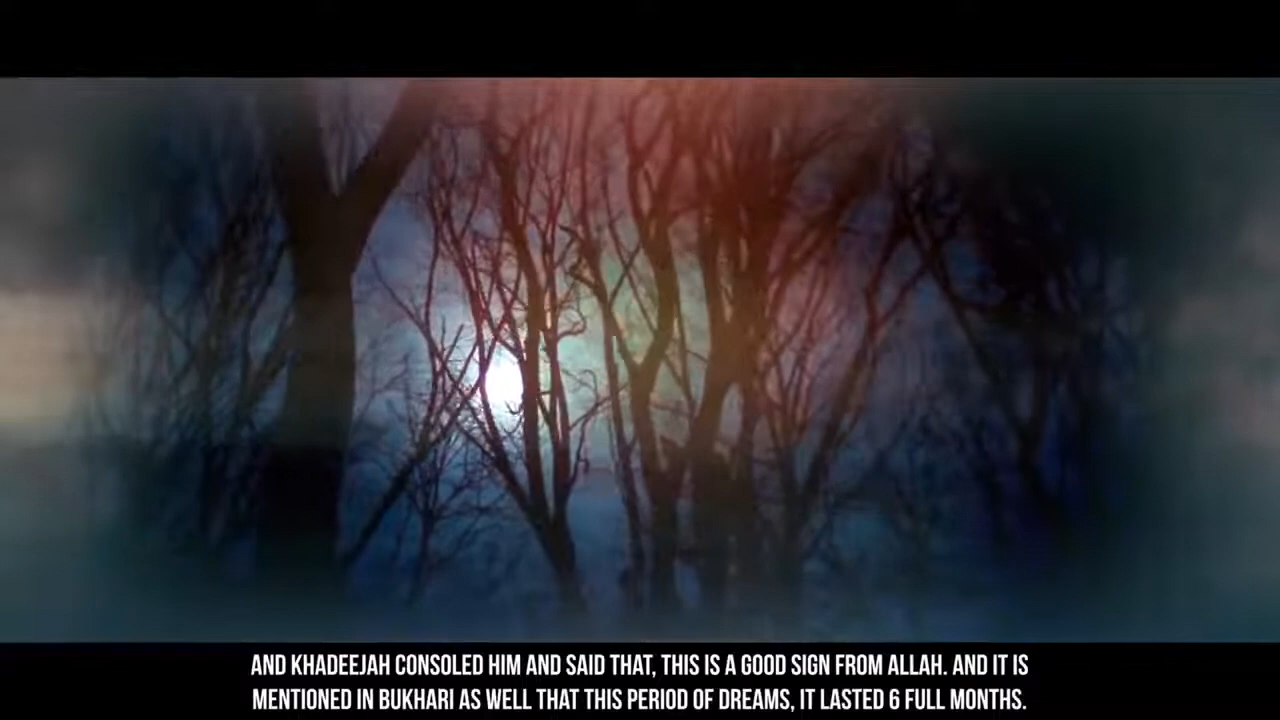 AND KHADEEJAH CONSOLED HIM AND SAID THAT, THIS IS A GOOD SIGN FROM ALLAH. AND IT IS
MENTIONED IN BUKHARI AS WELL THAT THIS PERIOD OF DREAMS, IT LASTED 6 FULL MONTHS.